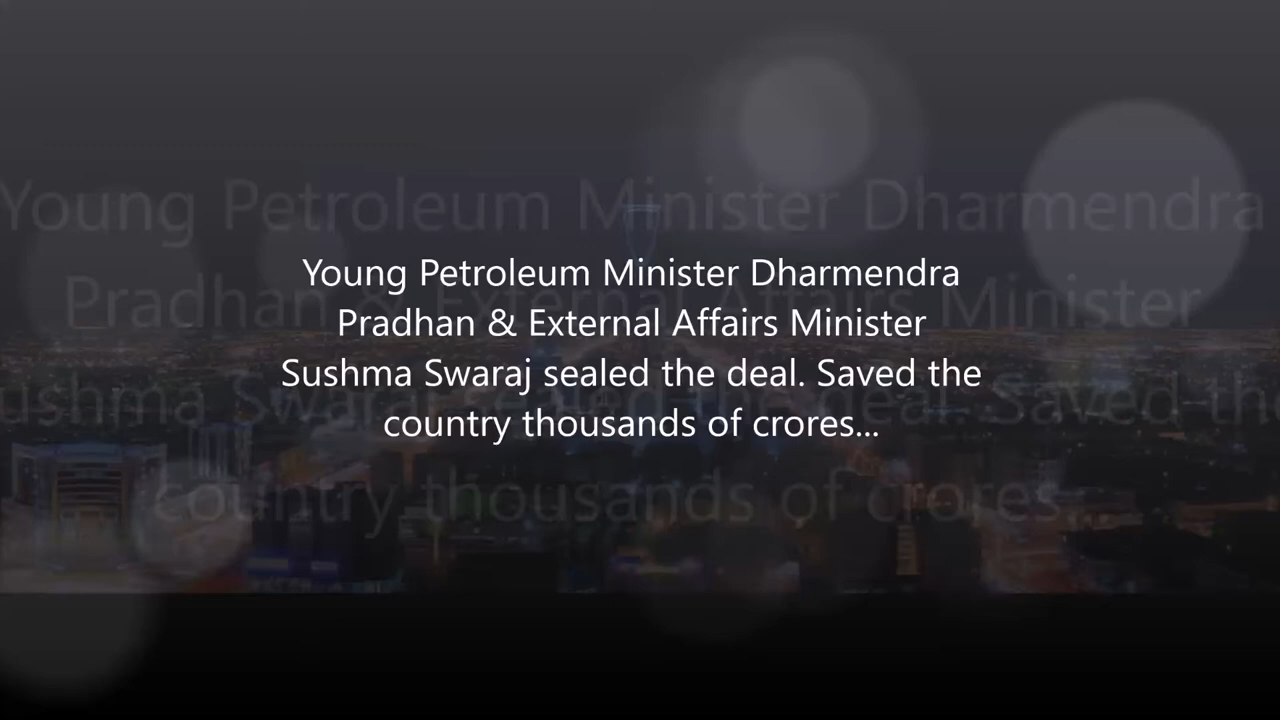 Young Petroleum Minister Dharmendra
Pradhan & External Affairs Minister
Sushma Swaraj sealed the deal. Saved the
country thousands of crores...